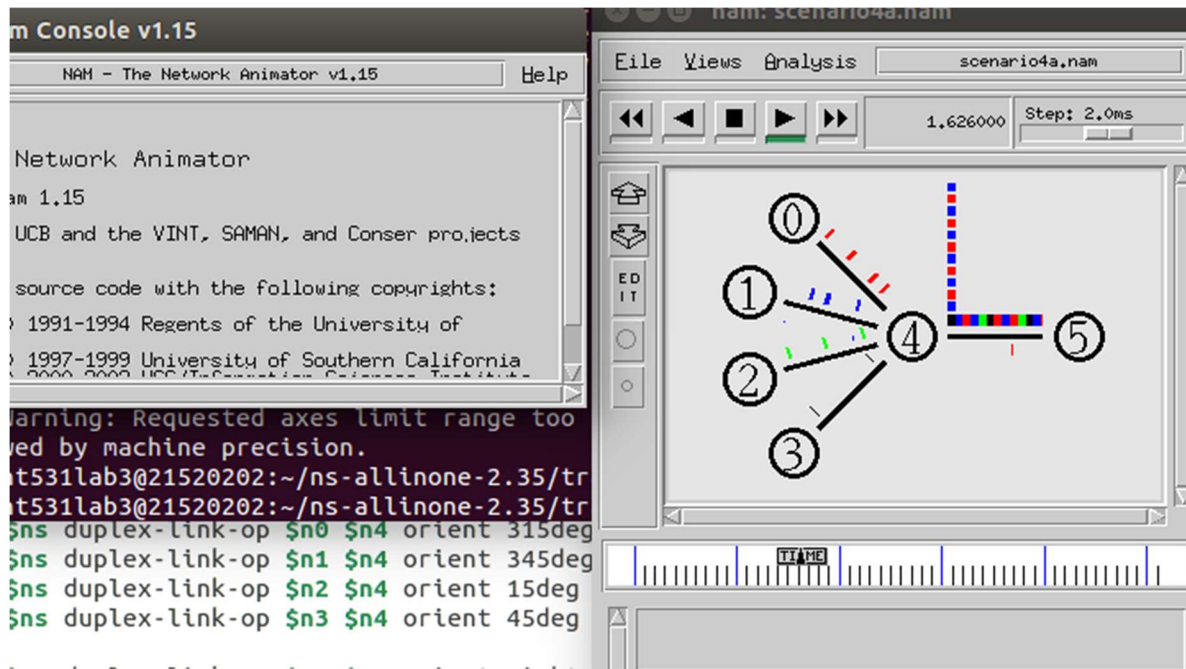 m Console v1.15
NAM - The Network Animator v1.15
Help
Network Animator
am 1.15
UCB and the VINT, SAMAN, and Conser projects
source code with the following copyrights:
1991-1994 Regents of the University of
1997-1999 University of Southern California
Warning: Requested axes limit range too
wed by machine precision.
nt531lab3@21520202:~/ns-allinone-2.35/tr
nt531lab3@21520202:~/ns-allinone-2.35/tr
$ns duplex-link-op $n0 $n4 orient 315deg
$ns duplex-link-op $n1 $n4 orient 345deg
$ns duplex-link-op $n2 $n4 orient 15deg
$ns duplex-link-op $n3 $n4 orient 45deg
nam: scenario4a.nam
File Views Analysis
scenario4a.nam
1.626000
Step: 2.0ms
ED
IT
0
1
2
3
4
5
TIME